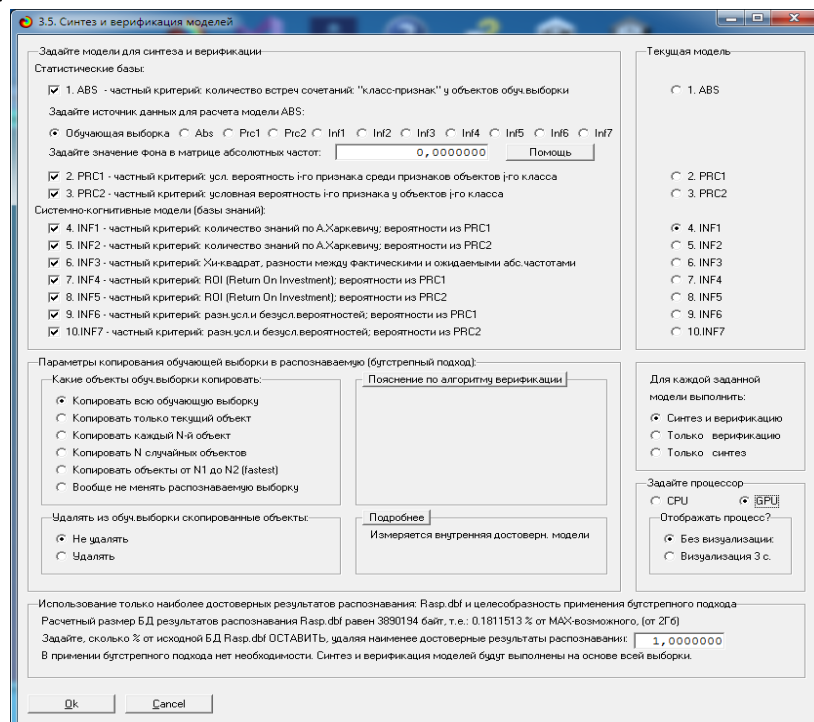 3.5. Синтез и верификация моделей
Задайте модели для синтеза и верификации
Статистические базы:
1. ABS - частный критерий: количество встреч сочетаний: "класс-признак" у объектов обуч.выборки
Задайте источник данных для расчета модели ABS:
Обучающая выборка Abs Prc1 Prc2 Inf1 Inf2 Inf3 Inf4 Inf5 Inf6 Inf7
Задайте значение фона в матрице абсолютных частот: 0,0000000 Помощь
2. PRC1 - частный критерий: усл. вероятность i-го признака среди признаков объектов j-го класса
3. PRC2 - частный критерий: условная вероятность i-го признака у объектов j-го класса
Системно-когнитивные модели (базы знаний):
4. INF1 - частный критерий: количество знаний по А.Харкевичу; вероятности из PRC1
5. INF2 - частный критерий: количество знаний по А.Харкевичу; вероятности из PRC2
6. INF3 - частный критерий: Хи-квадрат, разности между фактическими и ожидаемыми абс.частотами
7. INF4 - частный критерий: ROI (Return On Investment); вероятности из PRC1
8. INF5 - частный критерий: ROI (Return On Investment); вероятности из PRC2
9. INF6 - частный критерий: разн.усл.и безусл.вероятностей; вероятности из PRC1
10.INF7 - частный критерий: разн.усл.и безусл.вероятностей; вероятности из PRC2
Текущая модель
1. ABS
2. PRC1
3. PRC2
4. INF1
5. INF2
6. INF3
7. INF4
8. INF5
9. INF6
10.INF7
Параметры копирования обучающей выборки в распознаваемую (бутстрепный подход):
Какие объекты обуч.выборки копировать:
Копировать всю обучающую выборку
Копировать только текущий объект
Копировать каждый N-й объект
Копировать N случайных объектов
Копировать объекты от N1 до N2 (fastest)
Вообще не менять распознаваемую выборку
Пояснение по алгоритму верификации
Удалять из обуч.выборки скопированные объекты:
Не удалять
Удалять
Подробнее
Измеряется внутренняя достоверн. модели
Для каждой заданной
модели выполнить:
Синтез и верификацию
Только верификацию
Только синтез
Задайте процессор
CPU GPU
Отображать процесс?
Без визуализации:
Визуализация 3 с.
Использование только наиболее достоверных результатов распознавания: Rasp.dbf и целесобразность применения бутстрепного подхода
Расчетный размер БД результатов распознавания Rasp.dbf равен 3890194 байт, т.е.: 0.1811513 % от MAX-возможного, (от 2Гб)
Задайте, сколько % от исходной БД Rasp.dbf ОСТАВИТЬ, удаляя наименее достоверные результаты распознавания: 1,0000000
В примении бутстрепного подхода нет необходимости. Синтез и верификация моделей будут выполнены на основе всей выборки.
Ok Cancel